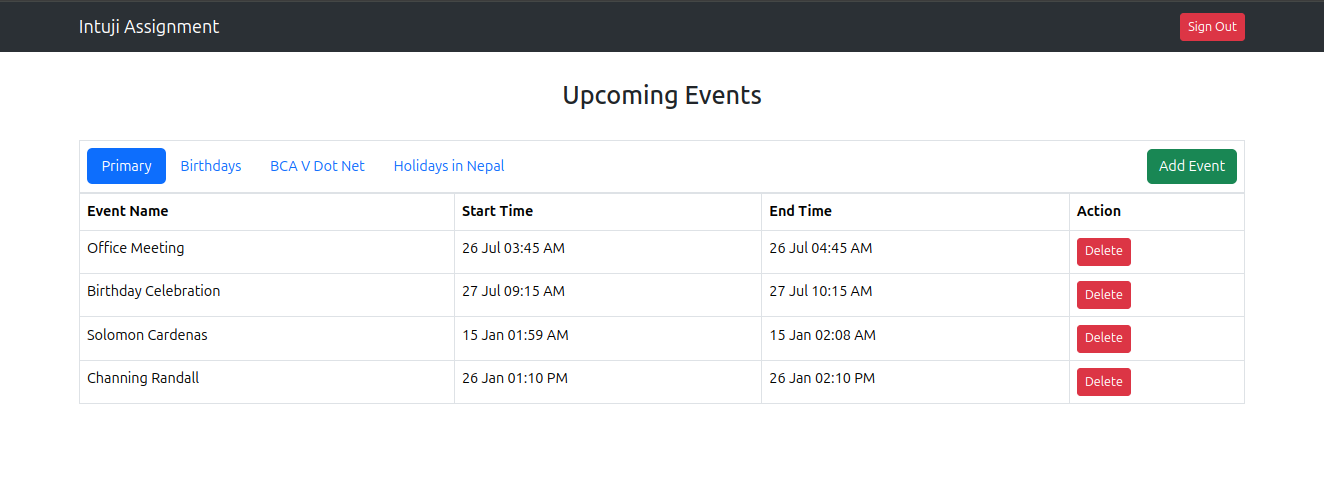 Intuji Assignment Sign Out
Upcoming Events
Primary Birthdays BCA V Dot Net Holidays in Nepal Add Event
Event Name Start Time End Time Action
Office Meeting 26 Jul 03:45 AM 26 Jul 04:45 AM Delete
Birthday Celebration 27 Jul 09:15 AM 27 Jul 10:15 AM Delete
Solomon Cardenas 15 Jan 01:59 AM 15 Jan 02:08 AM Delete
Channing Randall 26 Jan 01:10 PM 26 Jan 02:10 PM Delete